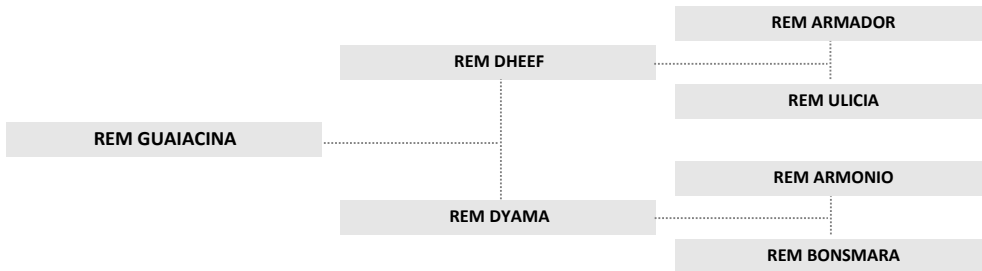 REM ARMADOR
REM DHEEF
REM ULICIA
REM GUAIACINA
REM ARMONIO
REM DYAMA
REM BONSMARA